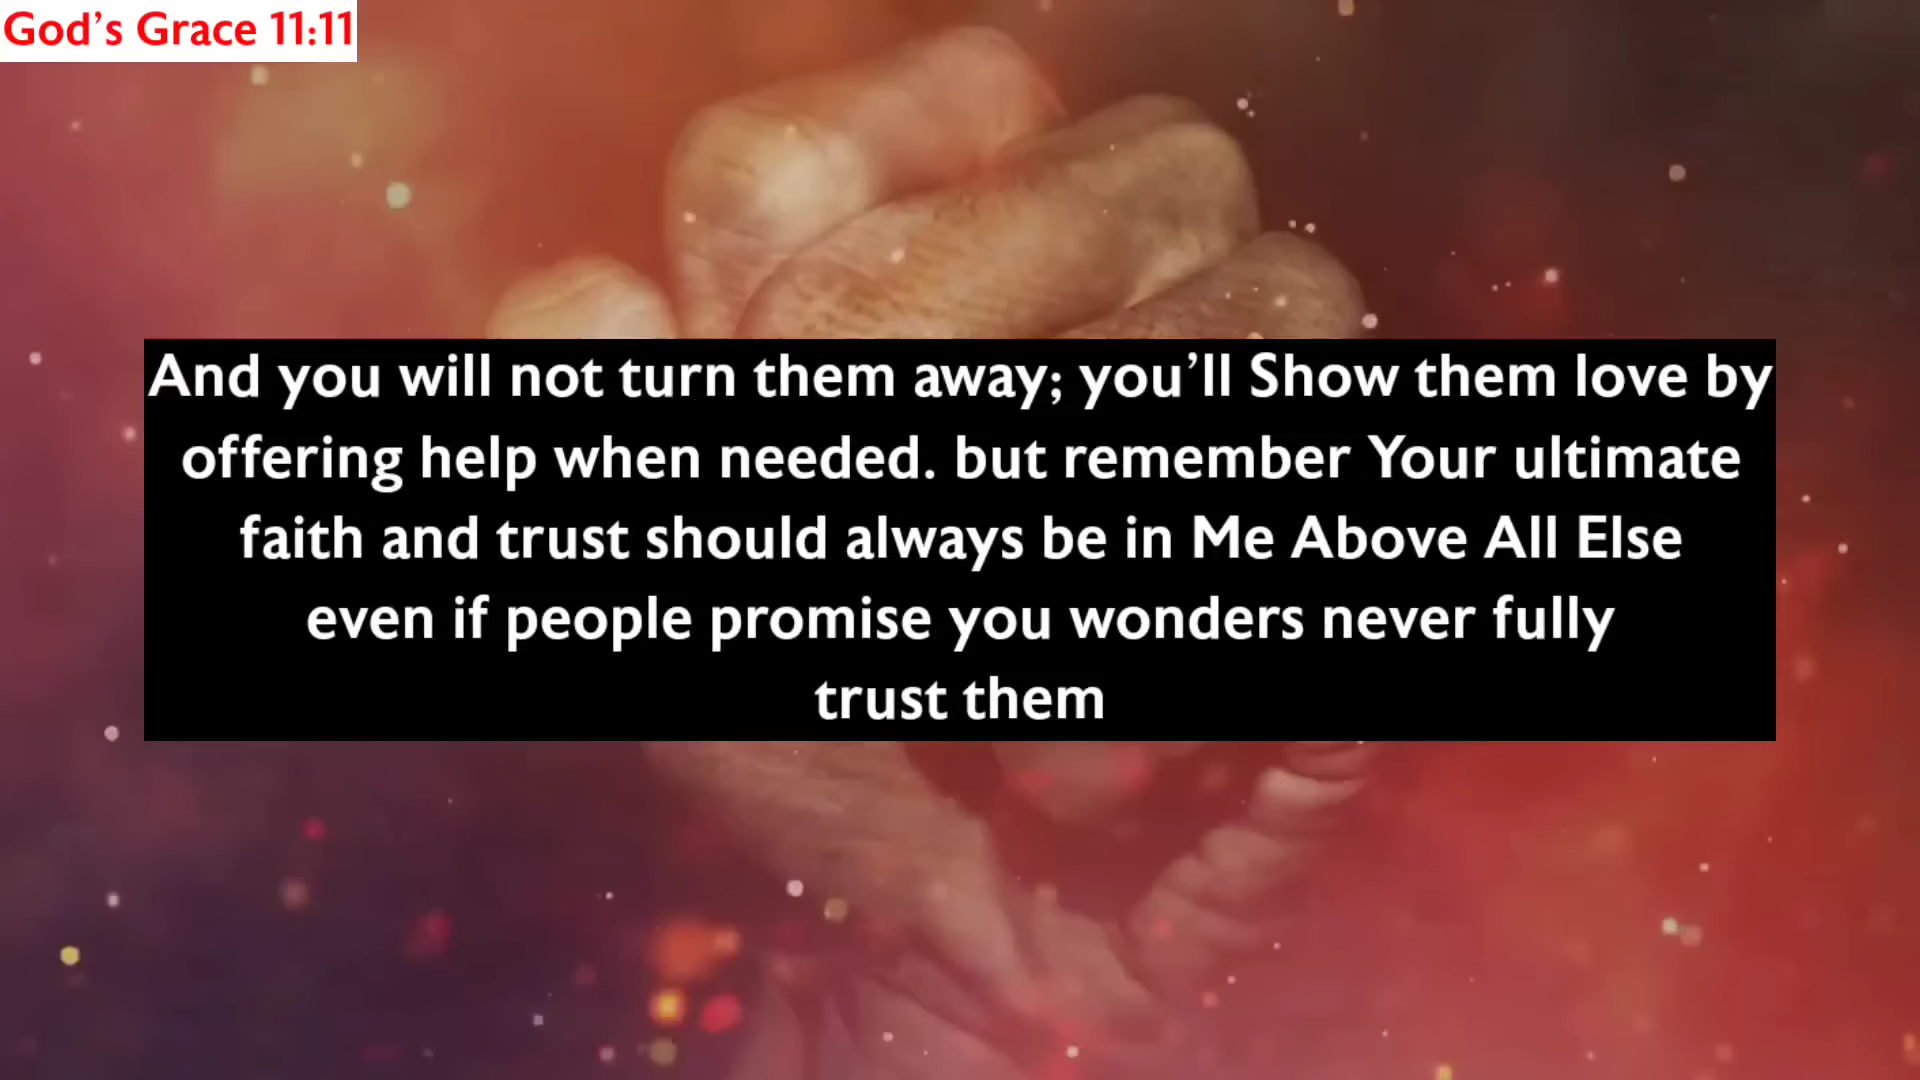 God’s Grace 11:11
And you will not turn them away; you’ll Show them love by
offering help when needed. but remember Your ultimate
faith and trust should always be in Me Above All Else
even if people promise you wonders never fully
trust them